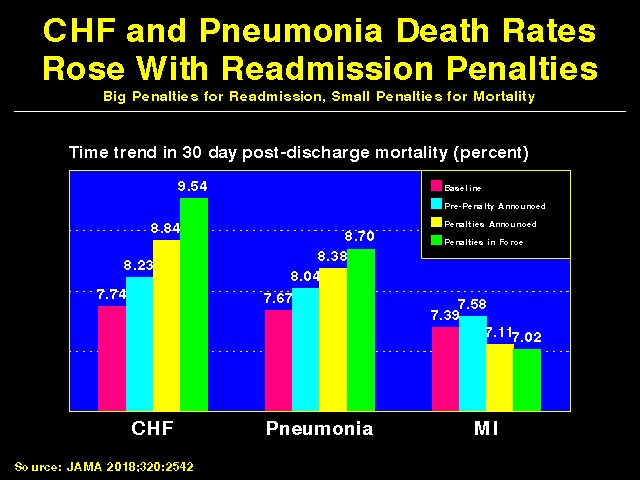 CHF and Pneumonia Death Rates
Rose With Readmission Penalties
Big Penalties for Readmission, Small Penalties for Mortality
Time trend in 30 day post-discharge mortality (percent)
Baseline
Pre-Penalty Announced
Penalties Announced
Penalties in Force
7.74
8.23
8.84
9.54
7.67
8.04
8.38
8.70
7.39
7.58
7.11
7.02
CHF
Pneumonia
MI
Source: JAMA 2018;320:2542